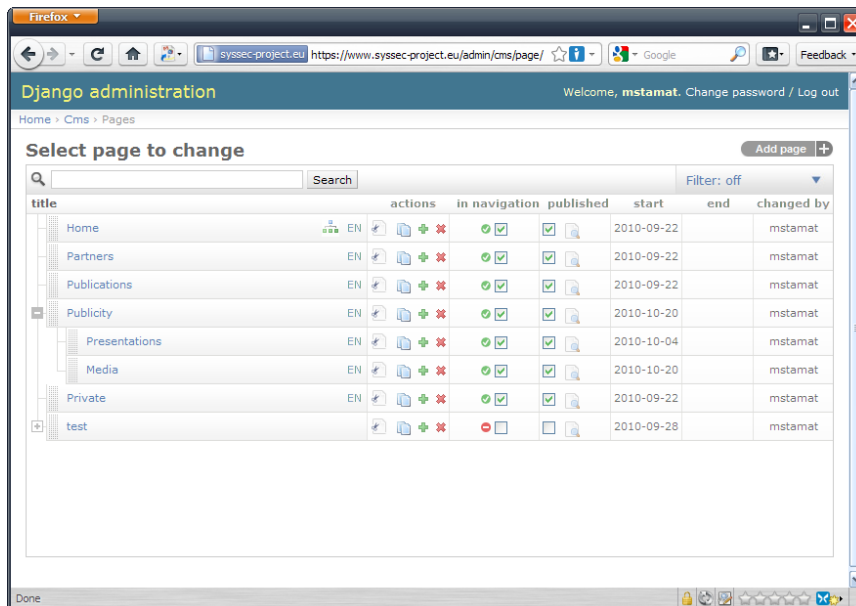 Firefox
syssec-project.eu https://www.syssec-project.eu/admin/cms/page/ Google Feedback
Django administration Welcome, mstamat. Change password / Log out
Home › Cms › Pages
Select page to change Add page
Search Filter: off
title actions in navigation published start end changed by
Home EN 2010-09-22 mstamat
Partners EN 2010-09-22 mstamat
Publications EN 2010-09-22 mstamat
Publicity EN 2010-10-20 mstamat
Presentations EN 2010-10-04 mstamat
Media EN 2010-10-20 mstamat
Private EN 2010-09-22 mstamat
test 2010-09-28 mstamat
Done